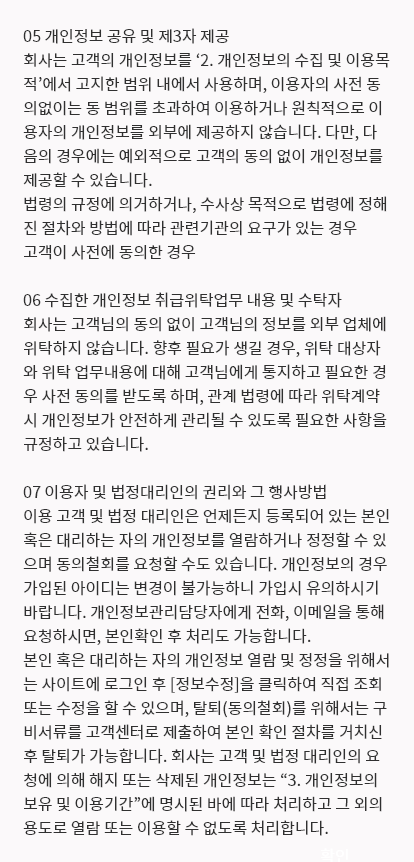 05 개인정보 공유 및 제3자 제공
회사는 고객의 개인정보를 ‘2. 개인정보의 수집 및 이용목
적’에서 고지한 범위 내에서 사용하며, 이용자의 사전 동
의없이는 동 범위를 초과하여 이용하거나 원칙적으로 이
용자의 개인정보를 외부에 제공하지 않습니다. 다만, 다
음의 경우에는 예외적으로 고객의 동의 없이 개인정보를
제공할 수 있습니다.
법령의 규정에 의거하거나, 수사상 목적으로 법령에 정해
진 절차와 방법에 따라 관련기관의 요구가 있는 경우
고객이 사전에 동의한 경우
06 수집한 개인정보 취급위탁업무 내용 및 수탁자
회사는 고객님의 동의 없이 고객님의 정보를 외부 업체에
위탁하지 않습니다. 향후 필요가 생길 경우, 위탁 대상자
와 위탁 업무내용에 대해 고객님에게 통지하고 필요한 경
우 사전 동의를 받도록 하며, 관계 법령에 따라 위탁계약
시 개인정보가 안전하게 관리될 수 있도록 필요한 사항을
규정하고 있습니다.
07 이용자 및 법정대리인의 권리와 그 행사방법
이용 고객 및 법정 대리인은 언제든지 등록되어 있는 본인
혹은 대리하는 자의 개인정보를 열람하거나 정정할 수 있
으며 동의철회를 요청할 수도 있습니다. 개인정보의 경우
가입된 아이디는 변경이 불가능하니 가입시 유의하시기
바랍니다. 개인정보관리담당자에게 전화, 이메일을 통해
요청하시면, 본인확인 후 처리도 가능합니다.
본인 혹은 대리하는 자의 개인정보 열람 및 정정을 위해서
는 사이트에 로그인 후 [정보수정]을 클릭하여 직접 조회
또는 수정을 할 수 있으며, 탈퇴(동의철회)를 위해서는 구
비서류를 고객센터로 제출하여 본인 확인 절차를 거치신
후 탈퇴가 가능합니다. 회사는 고객 및 법정 대리인의 요
청에 의해 해지 또는 삭제된 개인정보는 “3. 개인정보의
보유 및 이용기간”에 명시된 바에 따라 처리하고 그 외의
용도로 열람 또는 이용할 수 없도록 처리합니다.